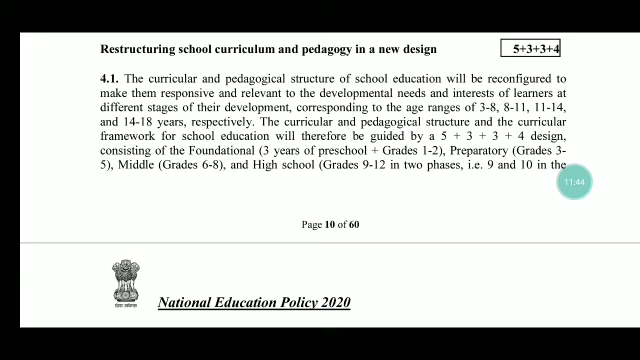 Restructuring school curriculum and pedagogy in a new design 5+3+3+4
4.1. The curricular and pedagogical structure of school education will be reconfigured to
make them responsive and relevant to the developmental needs and interests of learners at
different stages of their development, corresponding to the age ranges of 3-8, 8-11, 11-14,
and 14-18 years, respectively. The curricular and pedagogical structure and the curricular
framework for school education will therefore be guided by a 5 + 3 + 3 + 4 design,
consisting of the Foundational (3 years of preschool + Grades 1-2), Preparatory (Grades 3-
5), Middle (Grades 6-8), and High school (Grades 9-12 in two phases, i.e. 9 and 10 in the
11:44
Page 10 of 60
National Education Policy 2020